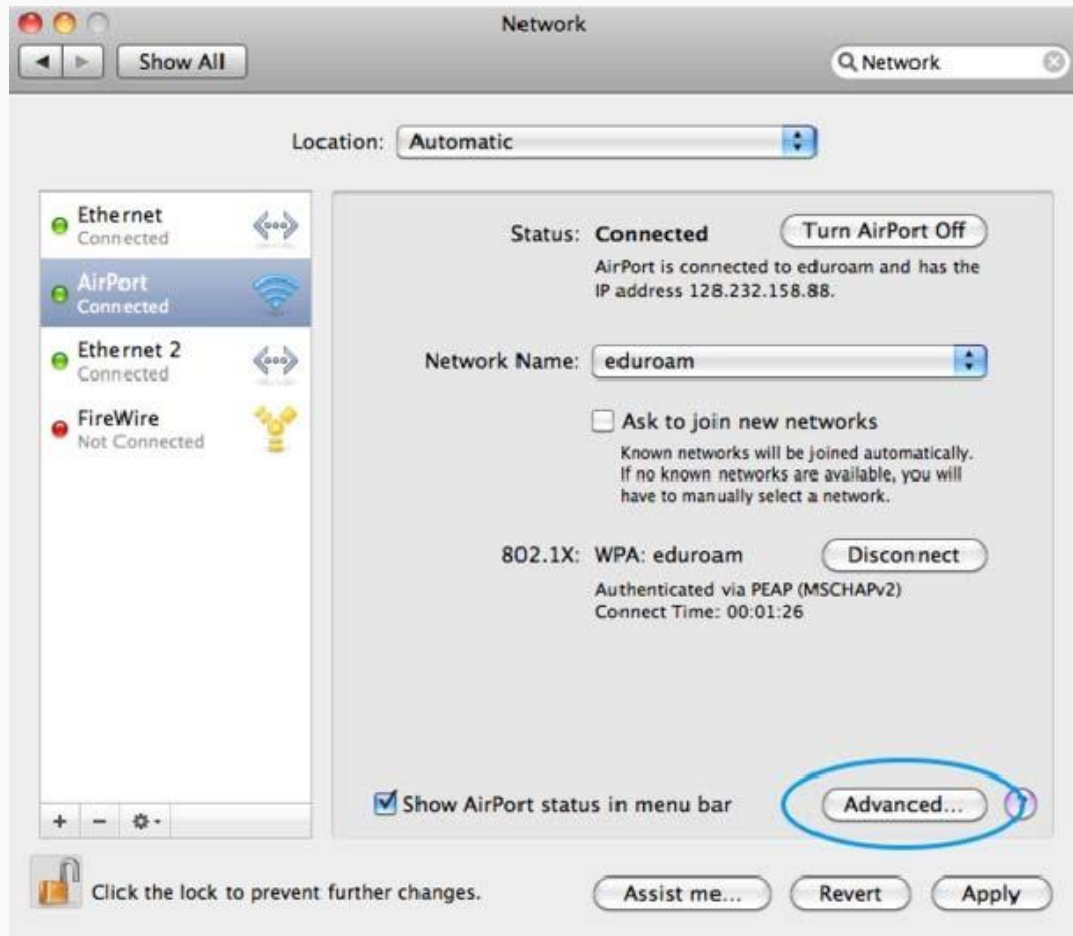 Network
Show All
Network
Location: Automatic
Ethernet
Connected
AirPort
Connected
Ethernet 2
Connected
FireWire
Not Connected
Status: Connected
Turn AirPort Off
AirPort is connected to eduroam and has the
IP address 128.232.158.88.
Network Name: eduroam
Ask to join new networks
Known networks will be joined automatically.
If no known networks are available, you will
have to manually select a network.
802.1X: WPA: eduroam
Disconnect
Authenticated via PEAP (MSCHAPv2)
Connect Time: 00:01:26
Show AirPort status in menu bar
Advanced...
?
Click the lock to prevent further changes.
Assist me...
Revert
Apply